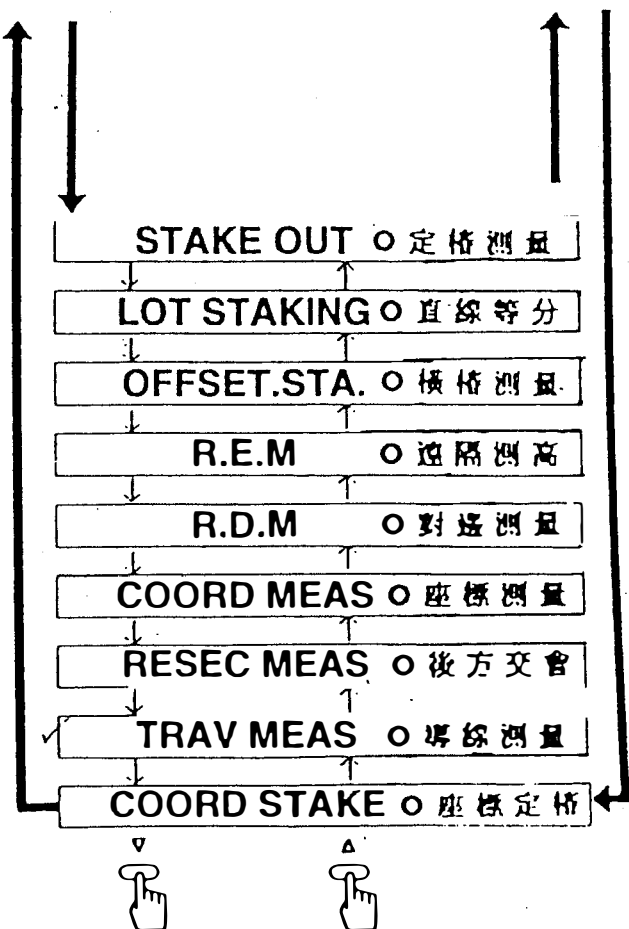 STAKE OUT ○ 定樁測量
LOT STAKING ○ 直線等分
OFFSET.STA. ○ 橫樁測量
R.E.M ○ 遠隔測高
R.D.M ○ 對邊測量
COORD MEAS ○ 座標測量
RESEC MEAS ○ 後方交會
TRAV MEAS ○ 導線測量
COORD STAKE ○ 座標定樁